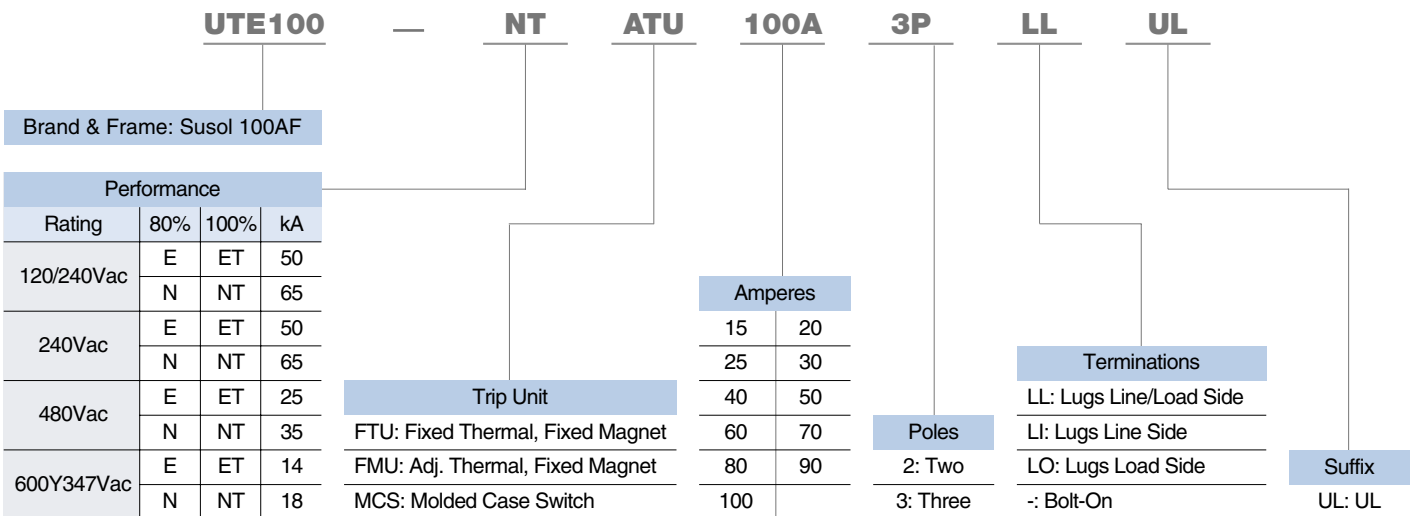 UTE100 — NT ATU 100A 3P LL UL
Brand & Frame: Susol 100AF
Performance
Rating 80% 100% kA
120/240Vac E ET 50
N NT 65
240Vac E ET 50
N NT 65
480Vac E ET 25
N NT 35
600Y347Vac E ET 14
N NT 18
Trip Unit
FTU: Fixed Thermal, Fixed Magnet
FMU: Adj. Thermal, Fixed Magnet
MCS: Molded Case Switch
Amperes
15 20
25 30
40 50
60 70
80 90
100
Poles
2: Two
3: Three
Terminations
LL: Lugs Line/Load Side
LI: Lugs Line Side
LO: Lugs Load Side
-: Bolt-On
Suffix
UL: UL